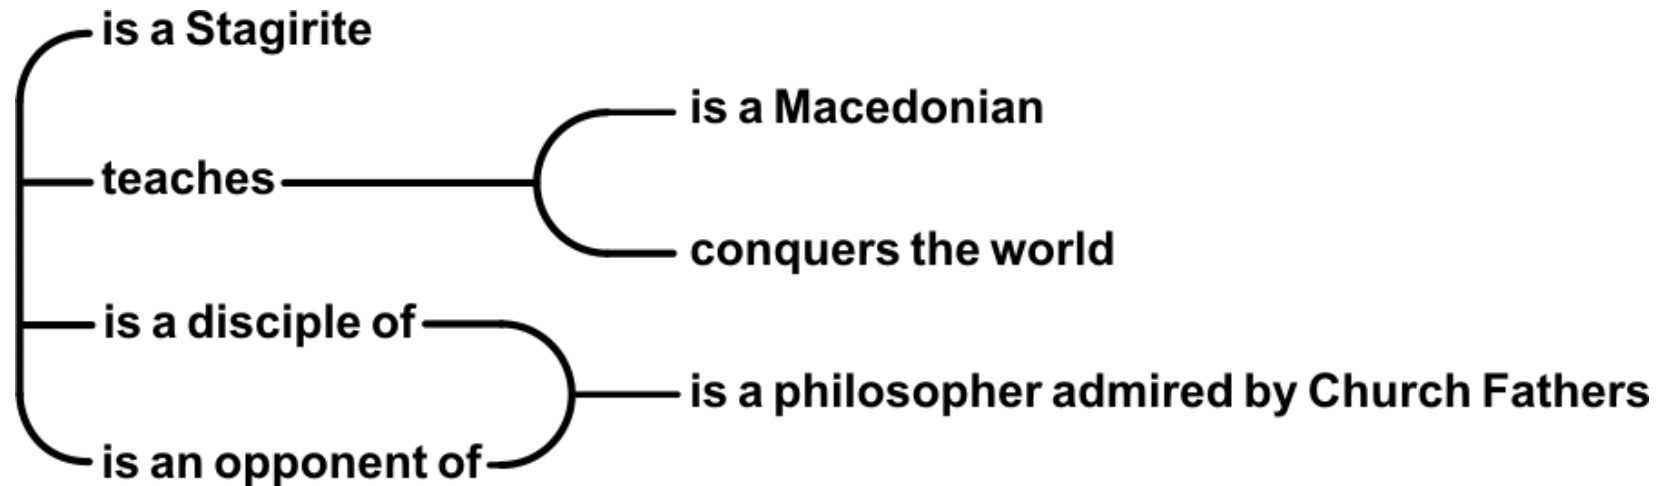 is a Stagirite
is a Macedonian
teaches
conquers the world
is a disciple of
is a philosopher admired by Church Fathers
is an opponent of